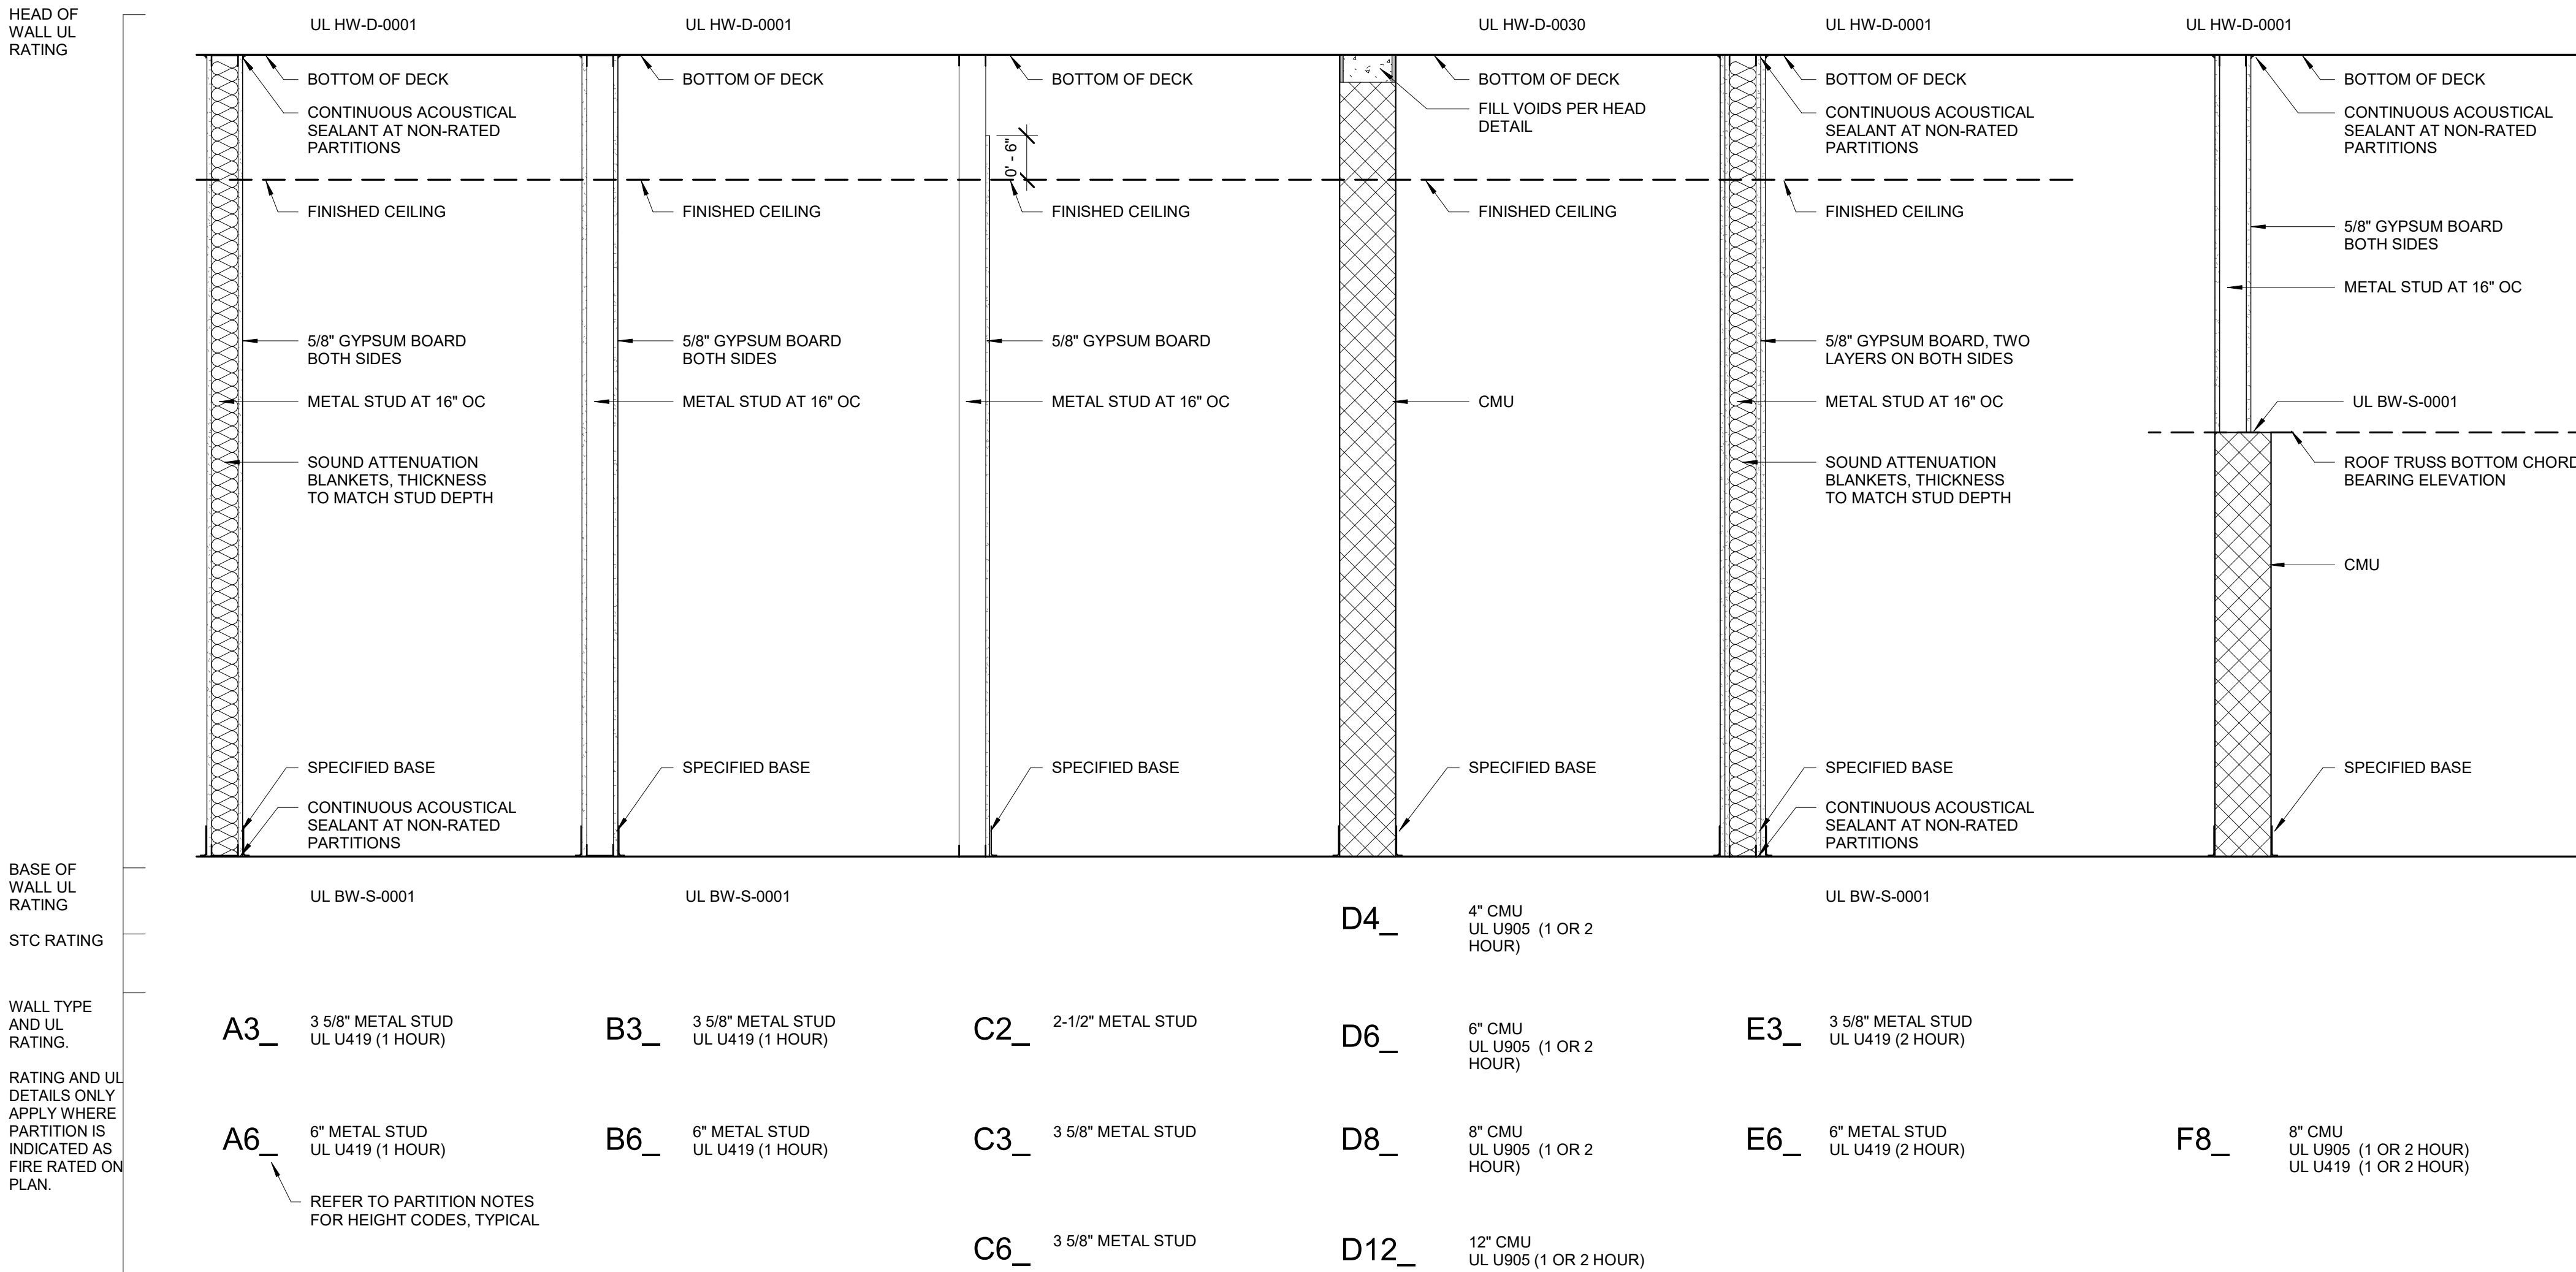 HEAD OF
WALL UL
RATING
UL HW-D-0001
BOTTOM OF DECK
CONTINUOUS ACOUSTICAL
SEALANT AT NON-RATED
PARTITIONS
FINISHED CEILING
5/8" GYPSUM BOARD
BOTH SIDES
METAL STUD AT 16" OC
SOUND ATTENUATION
BLANKETS, THICKNESS
TO MATCH STUD DEPTH
SPECIFIED BASE
CONTINUOUS ACOUSTICAL
SEALANT AT NON-RATED
PARTITIONS
UL HW-D-0001
BOTTOM OF DECK
FINISHED CEILING
5/8" GYPSUM BOARD
BOTH SIDES
METAL STUD AT 16" OC
SPECIFIED BASE
BOTTOM OF DECK
0' - 6"
FINISHED CEILING
5/8" GYPSUM BOARD
METAL STUD AT 16" OC
SPECIFIED BASE
UL HW-D-0030
BOTTOM OF DECK
FILL VOIDS PER HEAD
DETAIL
FINISHED CEILING
CMU
SPECIFIED BASE
UL HW-D-0001
BOTTOM OF DECK
CONTINUOUS ACOUSTICAL
SEALANT AT NON-RATED
PARTITIONS
FINISHED CEILING
5/8" GYPSUM BOARD, TWO
LAYERS ON BOTH SIDES
METAL STUD AT 16" OC
SOUND ATTENUATION
BLANKETS, THICKNESS
TO MATCH STUD DEPTH
SPECIFIED BASE
CONTINUOUS ACOUSTICAL
SEALANT AT NON-RATED
PARTITIONS
UL HW-D-0001
BOTTOM OF DECK
CONTINUOUS ACOUSTICAL
SEALANT AT NON-RATED
PARTITIONS
5/8" GYPSUM BOARD
BOTH SIDES
METAL STUD AT 16" OC
UL BW-S-0001
ROOF TRUSS BOTTOM CHORD
BEARING ELEVATION
CMU
SPECIFIED BASE
BASE OF
WALL UL
RATING
UL BW-S-0001
UL BW-S-0001
UL BW-S-0001
STC RATING
WALL TYPE
AND UL
RATING.
RATING AND UL
DETAILS ONLY
APPLY WHERE
PARTITION IS
INDICATED AS
FIRE RATED ON
PLAN.
A3_
3 5/8" METAL STUD
UL U419 (1 HOUR)
A6_
6" METAL STUD
UL U419 (1 HOUR)
REFER TO PARTITION NOTES
FOR HEIGHT CODES, TYPICAL
B3_
3 5/8" METAL STUD
UL U419 (1 HOUR)
B6_
6" METAL STUD
UL U419 (1 HOUR)
C2_
2-1/2" METAL STUD
C3_
3 5/8" METAL STUD
C6_
3 5/8" METAL STUD
D4_
4" CMU
UL U905 (1 OR 2
HOUR)
D6_
6" CMU
UL U905 (1 OR 2
HOUR)
D8_
8" CMU
UL U905 (1 OR 2
HOUR)
D12_
12" CMU
UL U905 (1 OR 2 HOUR)
E3_
3 5/8" METAL STUD
UL U419 (2 HOUR)
E6_
6" METAL STUD
UL U419 (2 HOUR)
F8_
8" CMU
UL U905 (1 OR 2 HOUR)
UL U419 (1 OR 2 HOUR)